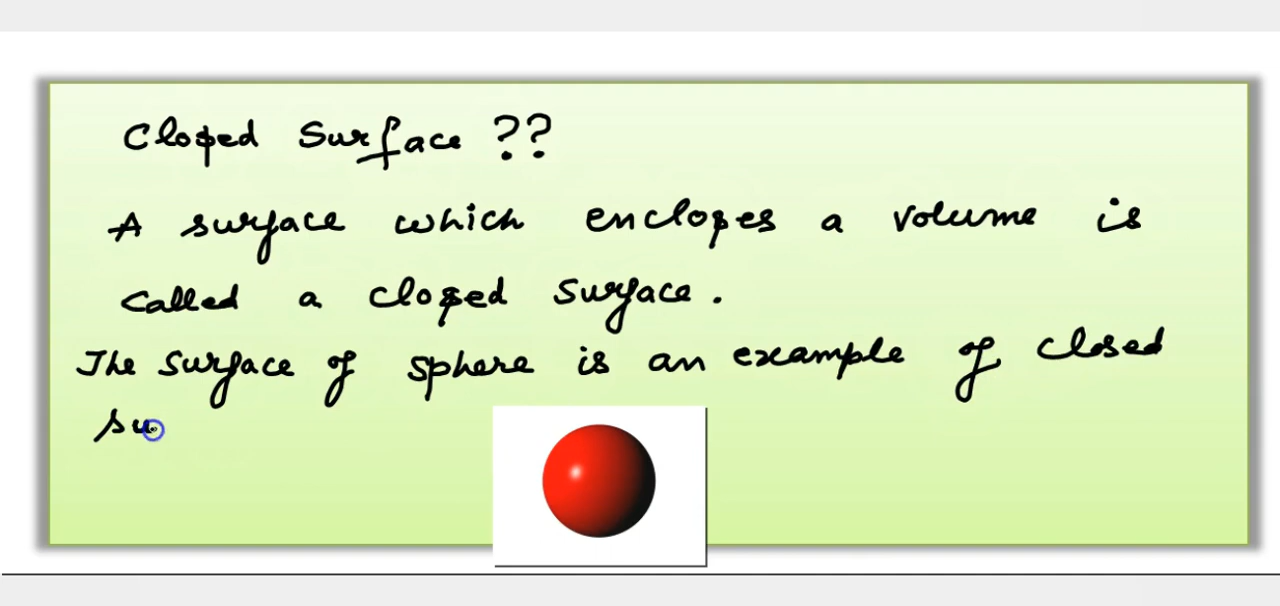 Closed Surface ??
A surface which encloses a volume is
called a closed surface.
The surface of sphere is an example of closed
su